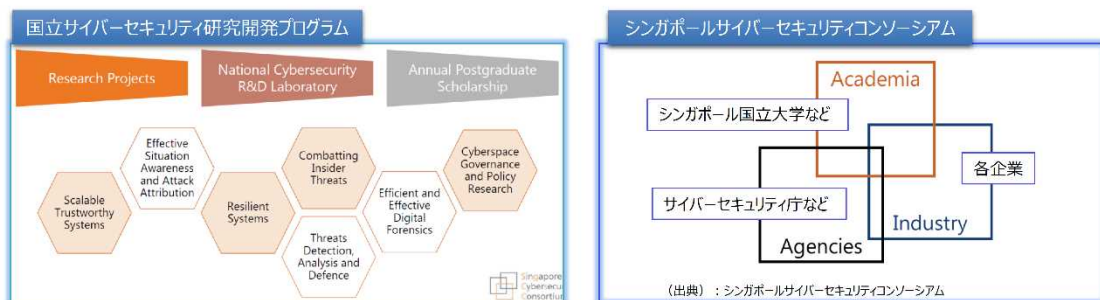 国立サイバーセキュリティ研究開発プログラム
Research Projects
National Cybersecurity
R&D Laboratory
Annual Postgraduate
Scholarship
Scalable
Trustworthy
Systems
Effective
Situation
Awareness
and Attack
Attribution
Resilient
Systems
Combatting
Insider
Threats
Threats
Detection,
Analysis and
Defence
Efficient and
Effective
Digital
Forensics
Cyberspace
Governance
and Policy
Research
Singapore
Consortium
シンガポールサイバーセキュリティコンソーシアム
Academia
シンガポール国立大学など
各企業
サイバーセキュリティ庁など
Industry
Agencies
（出典）：シンガポールサイバーセキュリティコンソーシアム